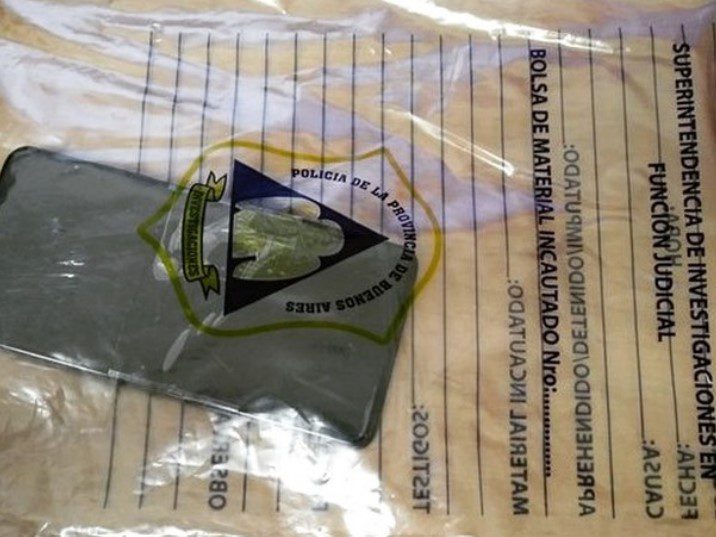 SUPERINTENDENCIA DE INVESTIGACIONES EN
FUNCIÓN JUDICIAL
BOLSA DE MATERIAL INCAUTADO Nro:..............
FECHA:
HORA:
CAUSA:
APREHENDIDO/DETENIDO/IMPUTADO:
MATERIAL INCAUTADO:
TESTIGOS:
POLICIA DE LA PROVINCIA DE BUENOS AIRES
INVESTIGACIONES